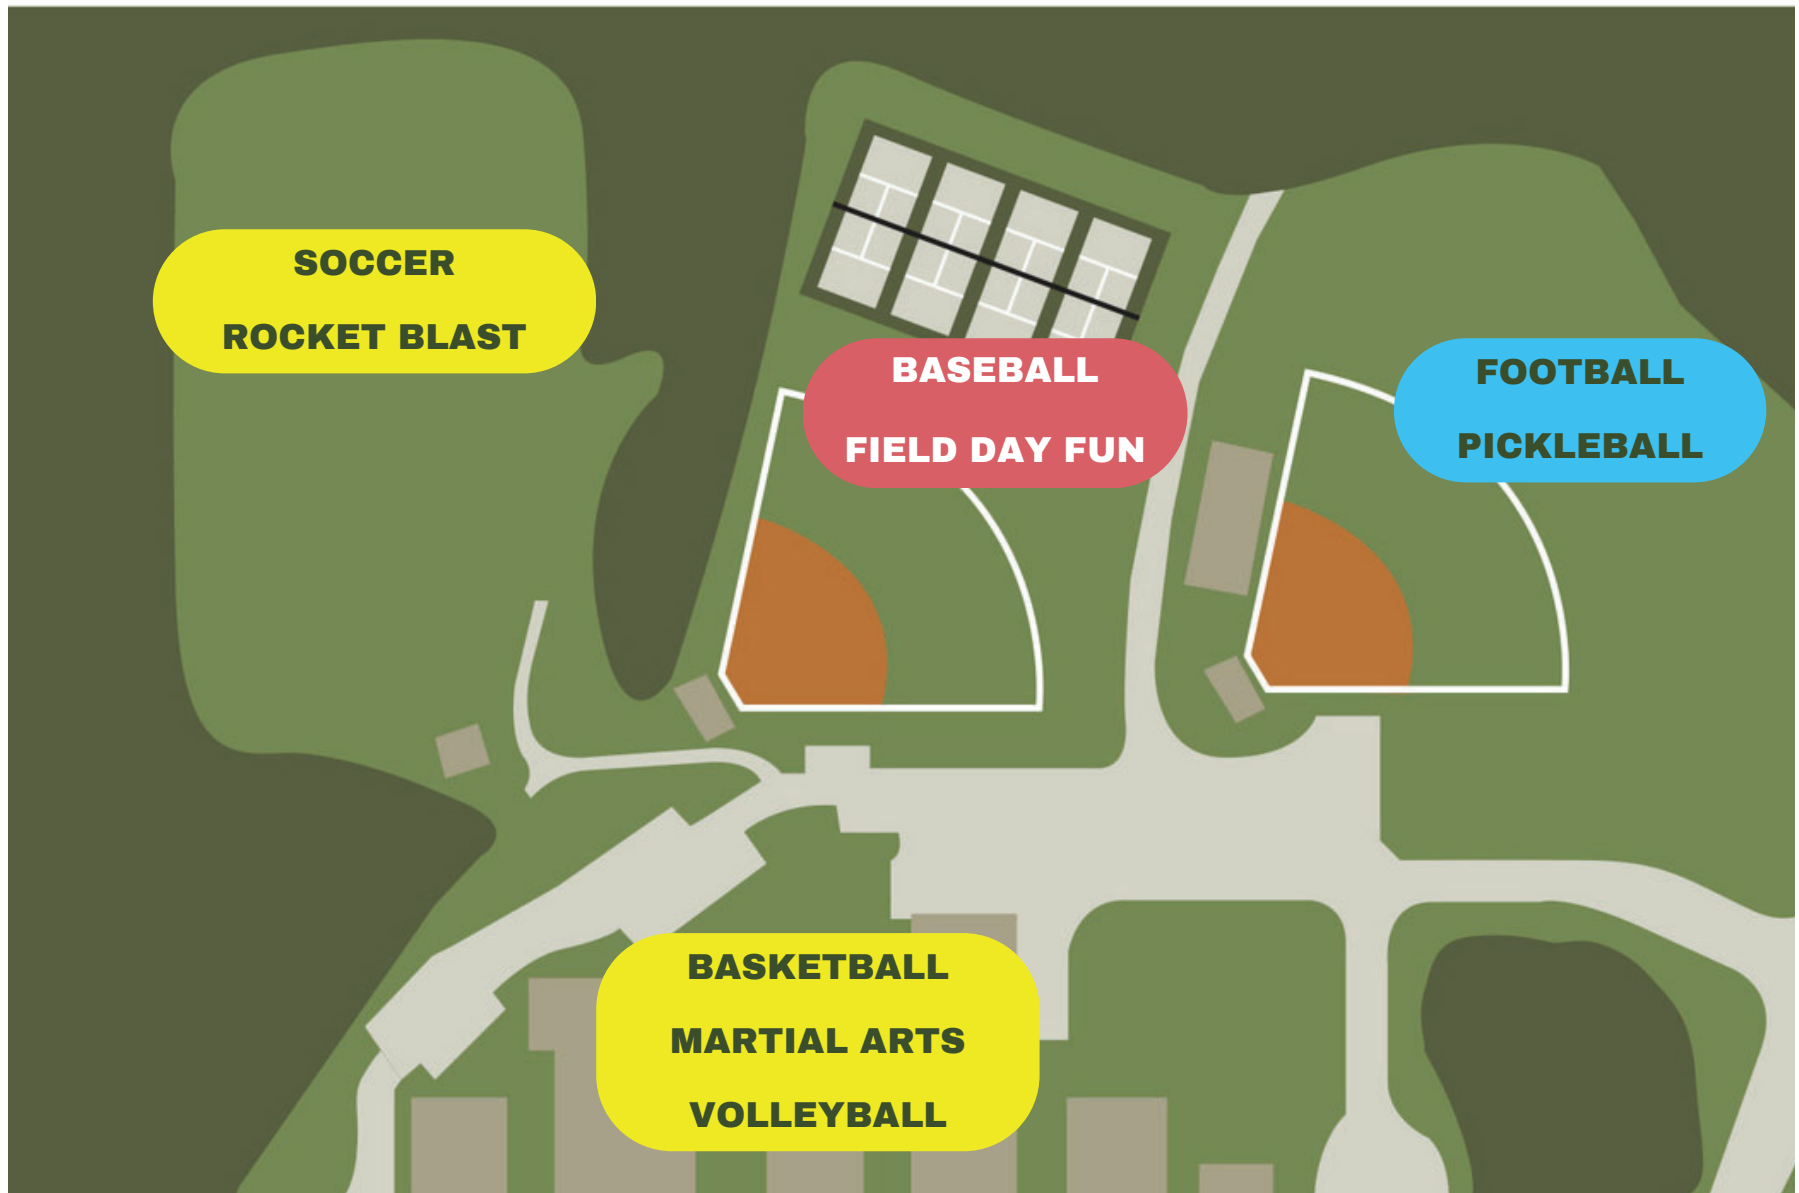 SOCCER
ROCKET BLAST
BASEBALL
FIELD DAY FUN
FOOTBALL
PICKLEBALL
BASKETBALL
MARTIAL ARTS
VOLLEYBALL